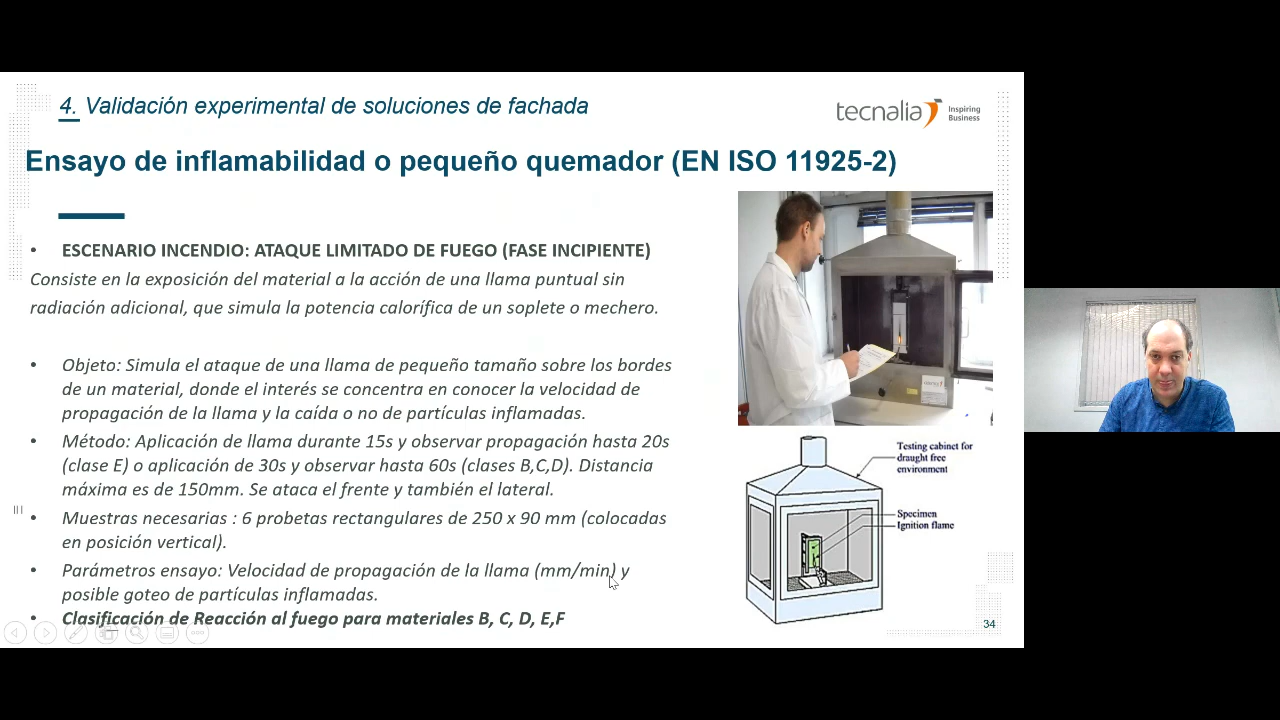 4. Validación experimental de soluciones de fachada
tecnalia Inspiring
Business
Ensayo de inflamabilidad o pequeño quemador (EN ISO 11925-2)
• ESCENARIO INCENDIO: ATAQUE LIMITADO DE FUEGO (FASE INCIPIENTE)
Consiste en la exposición del material a la acción de una llama puntual sin
radiación adicional, que simula la potencia calorífica de un soplete o mechero.
• Objeto: Simula el ataque de una llama de pequeño tamaño sobre los bordes
de un material, donde el interés se concentra en conocer la velocidad de
propagación de la llama y la caída o no de partículas inflamadas.
• Método: Aplicación de llama durante 15s y observar propagación hasta 20s
(clase E) o aplicación de 30s y observar hasta 60s (clases B,C,D). Distancia
máxima es de 150mm. Se ataca el frente y también el lateral.
• Muestras necesarias : 6 probetas rectangulares de 250 x 90 mm (colocadas
en posición vertical).
• Parámetros ensayo: Velocidad de propagación de la llama (mm/min) y
posible goteo de partículas inflamadas.
• Clasificación de Reacción al fuego para materiales B, C, D, E,F
Testing cabinet for
draught free
environment
Specimen
Ignition flame
34